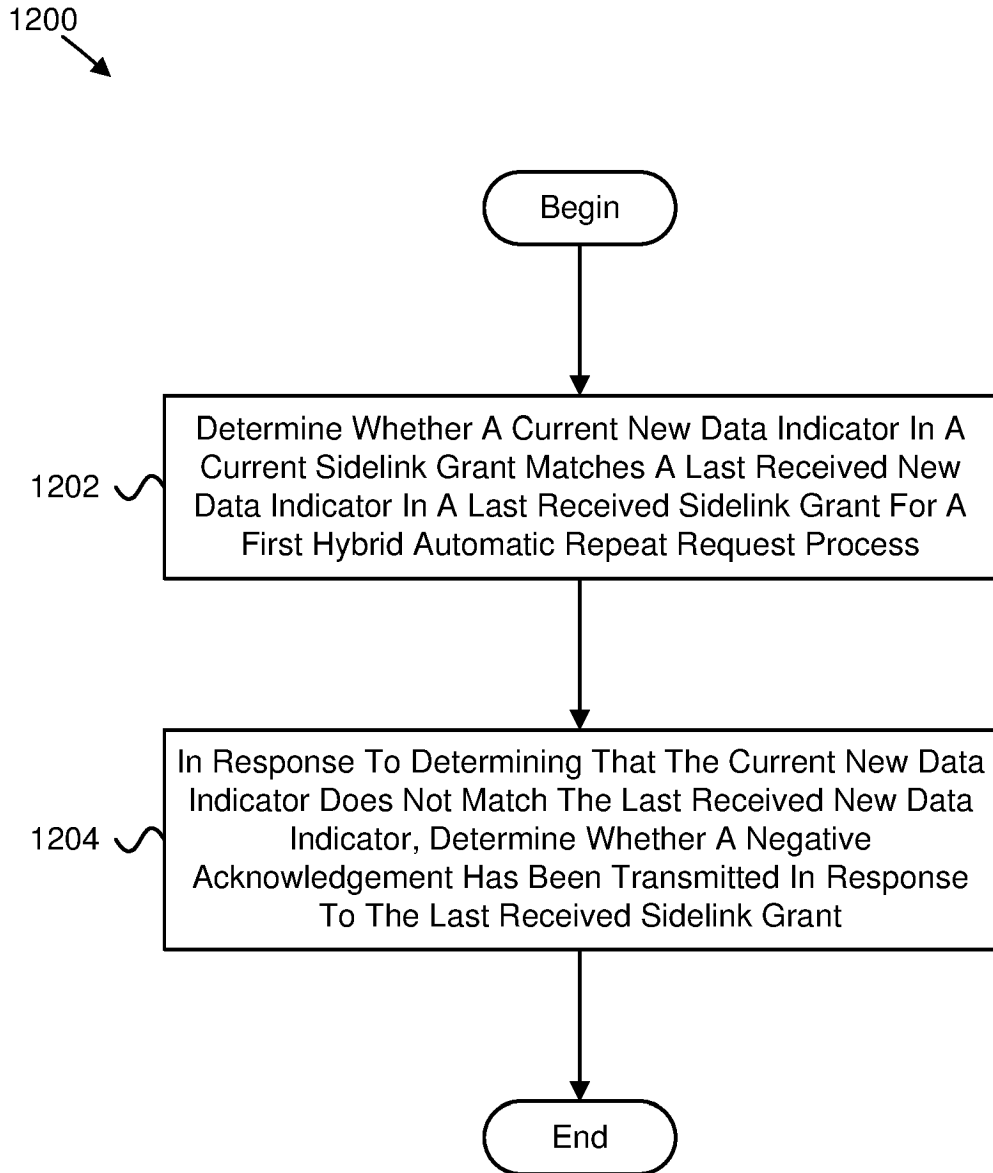 1200
Begin
1202
Determine Whether A Current New Data Indicator In A
Current Sidelink Grant Matches A Last Received New
Data Indicator In A Last Received Sidelink Grant For A
First Hybrid Automatic Repeat Request Process
1204
In Response To Determining That The Current New Data
Indicator Does Not Match The Last Received New Data
Indicator, Determine Whether A Negative
Acknowledgement Has Been Transmitted In Response
To The Last Received Sidelink Grant
End